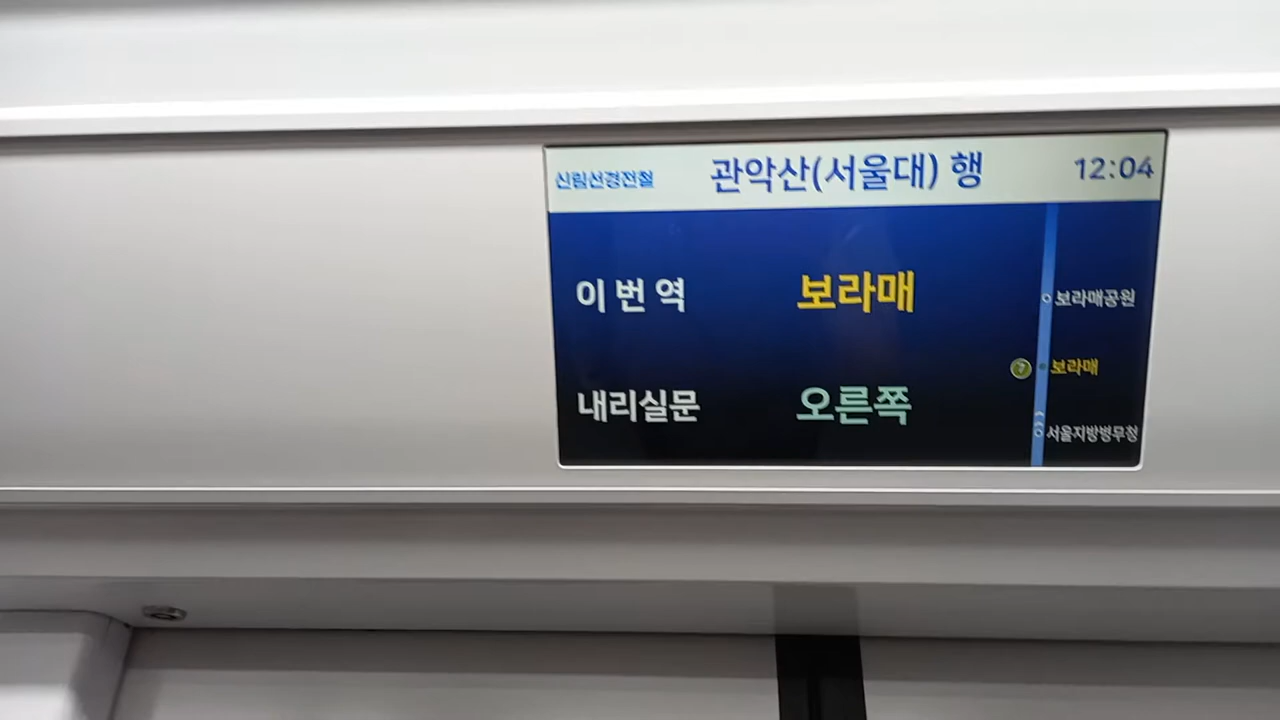 신림선경전철 관악산(서울대) 행 12:04
이 번 역 보라매
내리실문 오른쪽
보라매공원
7 보라매
서울지방병무청